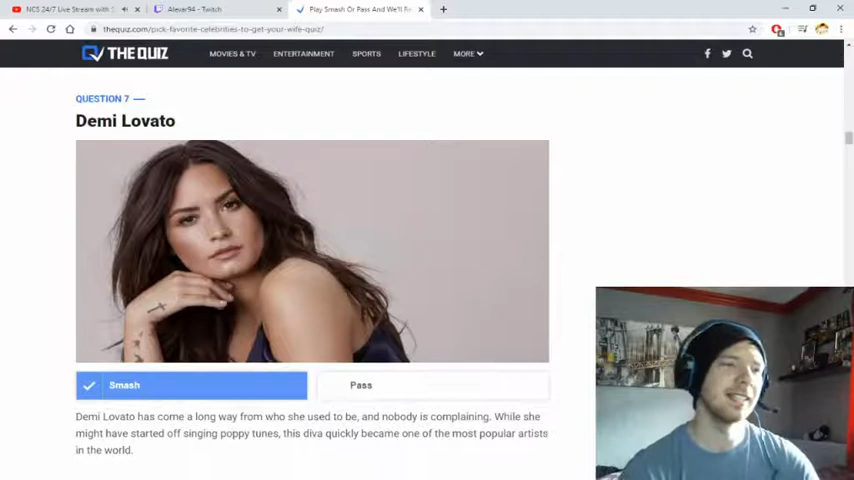 NCS 24/7 Live Stream with
Alevar94 - Twitch
Play Smash Or Pass And We'll
thequiz.com/pick-favorite-celebrities-to-get-your-wife-quiz/
THE QUIZ
MOVIES & TV ENTERTAINMENT SPORTS LIFESTYLE MORE
QUESTION 7
Demi Lovato
Smash
Pass
Demi Lovato has come a long way from who she used to be, and nobody is complaining. While she
might have started off singing poppy tunes, this diva quickly became one of the most popular artists
in the world.